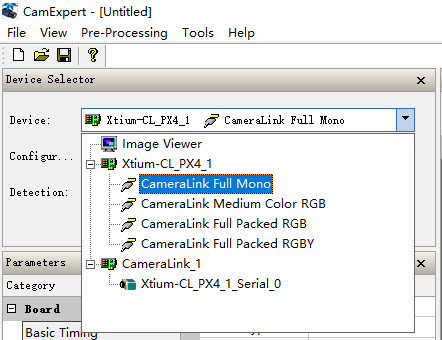 CamExpert - [Untitled]
File View Pre-Processing Tools Help
Device Selector
Device: Xtium-CL_PX4_1 CameraLink Full Mono
Image Viewer
Configur...
Xtium-CL_PX4_1
CameraLink Full Mono
Detection:
CameraLink Medium Color RGB
CameraLink Full Packed RGB
CameraLink Full Packed RGBY
Parameters
CameraLink_1
Category
Xtium-CL_PX4_1_Serial_0
Board
Basic Timing